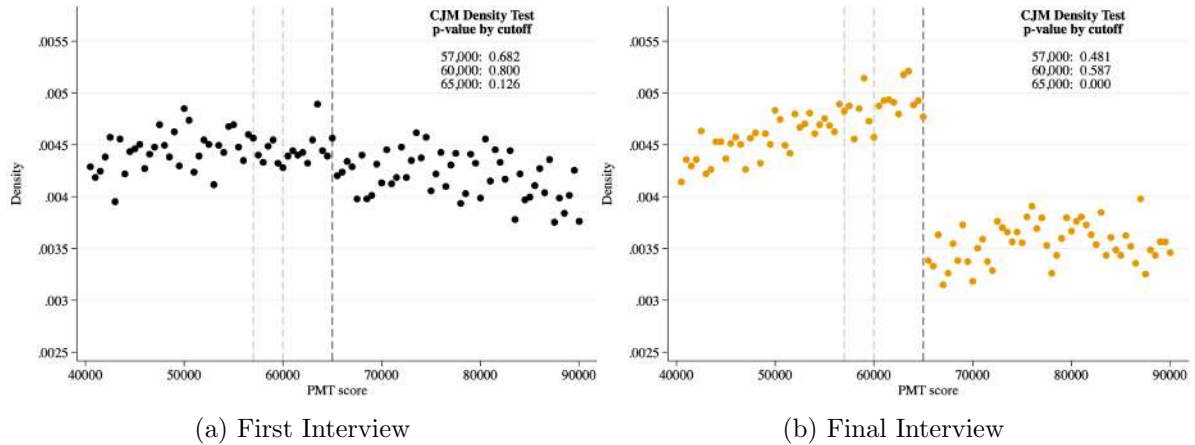 CJM Density Test
p-value by cutoff
57,000: 0.682
60,000: 0.800
65,000: 0.126
.0055
.005
.0045
.004
.0035
.003
.0025
Density
40000 50000 60000 70000 80000 90000
PMT score
(a) First Interview
CJM Density Test
p-value by cutoff
57,000: 0.481
60,000: 0.587
65,000: 0.000
.0055
.005
.0045
.004
.0035
.003
.0025
Density
40000 50000 60000 70000 80000 90000
PMT score
(b) Final Interview